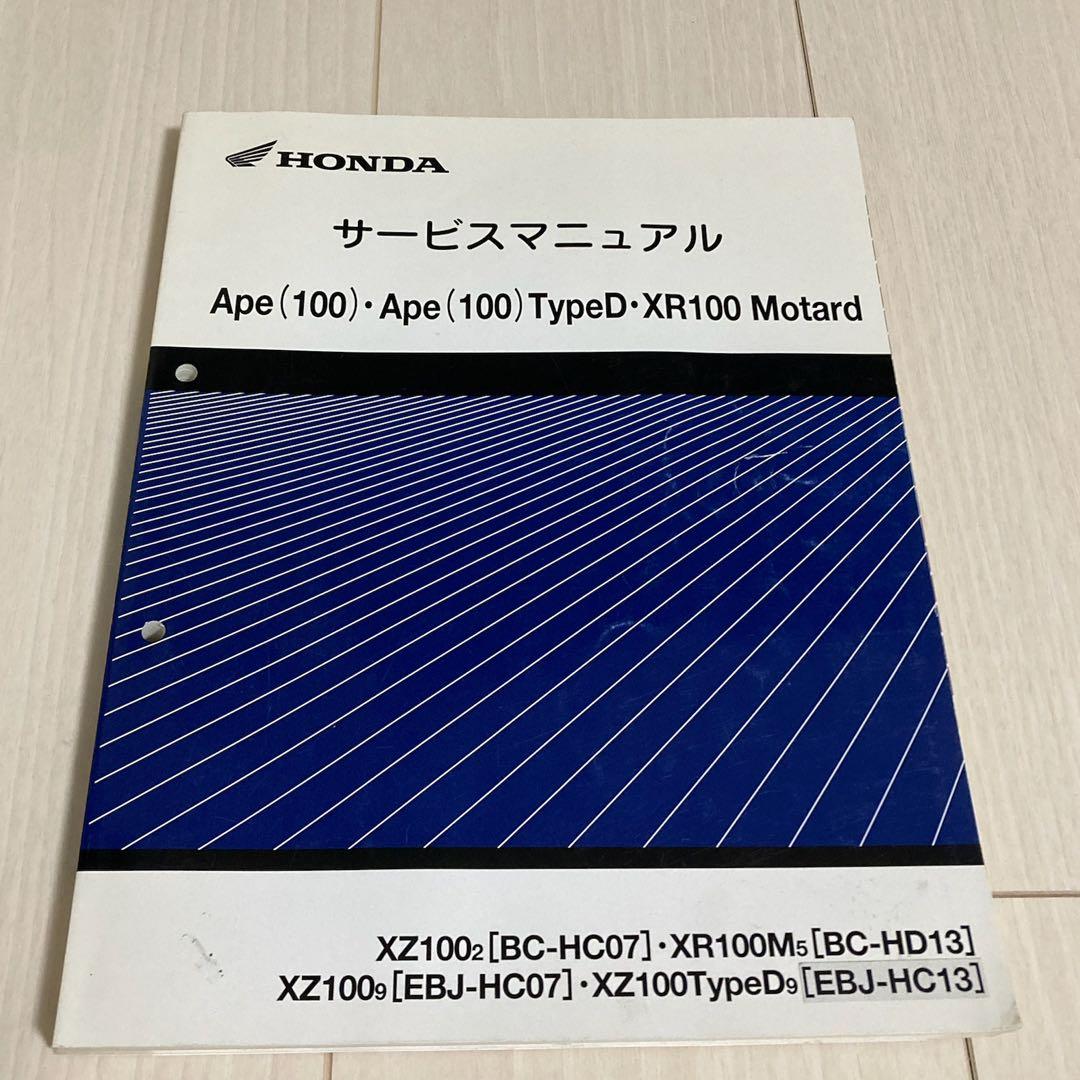 HONDA
サービスマニュアル
Ape(100)・Ape(100)TypeD・XR100 Motard
XZ1002[BC-HC07]・XR100M5[BC-HD13]
XZ1009[EBJ-HC07]・XZ100TypeD9[EBJ-HC13]